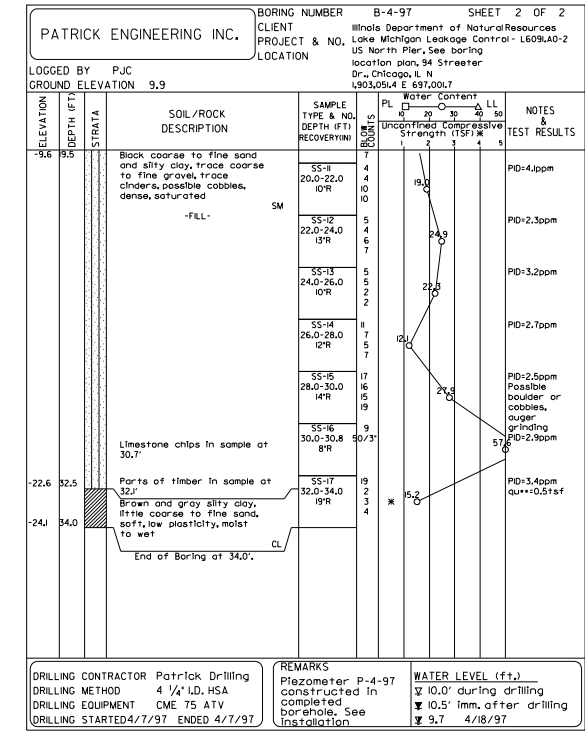 PATRICK ENGINEERING INC.
BORING NUMBER B-4-97 SHEET 2 OF 2
CLIENT Illinois Department of Natural Resources
PROJECT & NO. Lake Michigan Leakage Control - L6091.A0-2
LOCATION US North Pier, See boring
location plan, 94 Streeter
Dr., Chicago, IL N
1,903,051.4 E 697,001.7
LOGGED BY PJC
GROUND ELEVATION 9.9
ELEVATION
DEPTH (FT)
STRATA
SOIL/ROCK
DESCRIPTION
SAMPLE
TYPE & NO.
DEPTH (FT)
RECOVERY(IN)
BLOW
COUNTS
Water Content
PL LL
10 20 30 40 50
Unconfined Compressive
Strength (TSF) ✳
1 2 3 4 5
NOTES
&
TEST RESULTS
-9.6 19.5
Black coarse to fine sand
and silty clay, trace coarse
to fine gravel, trace
cinders, possible cobbles,
dense, saturated
SM
-FILL-
7
SS-11
20.0-22.0
10"R
4
4
10
10
19.0
PID=4.1ppm
SS-12
22.0-24.0
13"R
5
4
6
7
24.9
PID=2.3ppm
SS-13
24.0-26.0
10"R
5
5
2
2
22.3
PID=3.2ppm
SS-14
26.0-28.0
12"R
11
7
5
7
12.1
PID=2.7ppm
SS-15
28.0-30.0
14"R
17
16
15
19
27.9
PID=2.5ppm
Possible
boulder or
cobbles,
auger
grinding
SS-16
30.0-30.8
8"R
9
50/3"
57.6
PID=2.9ppm
Limestone chips in sample at
30.7'
-22.6 32.5
Parts of timber in sample at
32.1'
SS-17
32.0-34.0
19"R
19
2
3
4
15.2
✳
PID=3.4ppm
qu**=0.5tsf
Brown and gray silty clay,
little coarse to fine sand,
soft, low plasticity, moist
to wet
CL
-24.1 34.0
End of Boring at 34.0'.
DRILLING CONTRACTOR Patrick Drilling
DRILLING METHOD 4 1/4" I.D. HSA
DRILLING EQUIPMENT CME 75 ATV
DRILLING STARTED 4/7/97 ENDED 4/7/97
REMARKS
Piezometer P-4-97
constructed in
completed
borehole. See
installation
WATER LEVEL (ft.)
10.0' during drilling
10.5' imm. after drilling
9.7 4/18/97